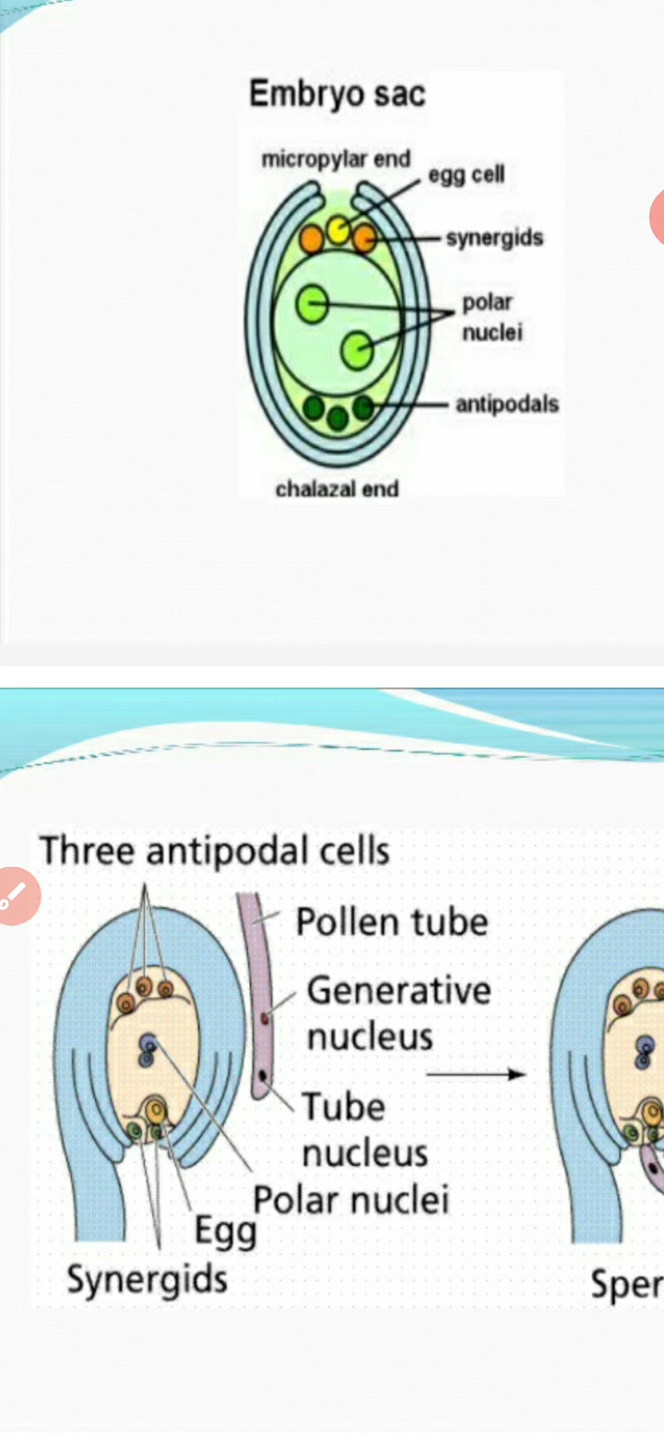 Embryo sac
micropylar end
egg cell
synergids
polar
nuclei
antipodals
chalazal end
Three antipodal cells
Pollen tube
Generative
nucleus
Tube
nucleus
Polar nuclei
Egg
Synergids
Sper